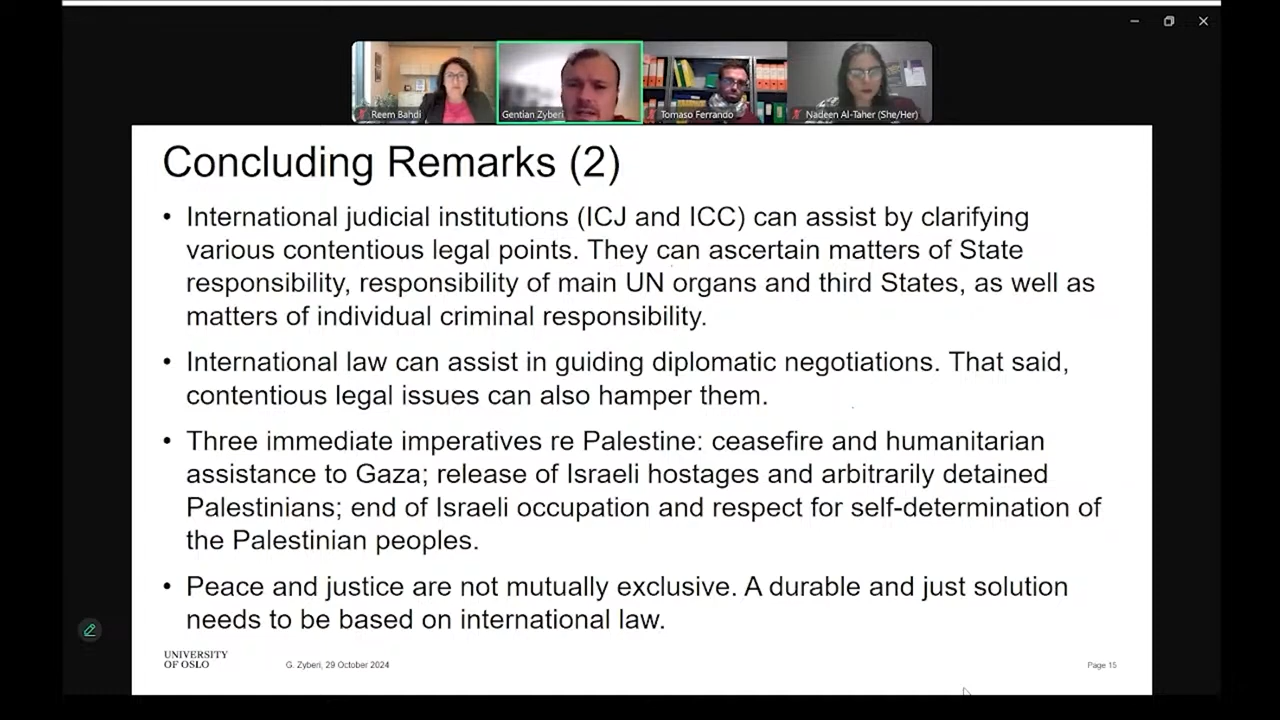 Reem Bahdi
Gentian Zyberi
Tomaso Ferrando
Nadeen Al-Taher (She/Her)
Concluding Remarks (2)
• International judicial institutions (ICJ and ICC) can assist by clarifying
various contentious legal points. They can ascertain matters of State
responsibility, responsibility of main UN organs and third States, as well as
matters of individual criminal responsibility.
• International law can assist in guiding diplomatic negotiations. That said,
contentious legal issues can also hamper them.
• Three immediate imperatives re Palestine: ceasefire and humanitarian
assistance to Gaza; release of Israeli hostages and arbitrarily detained
Palestinians; end of Israeli occupation and respect for self-determination of
the Palestinian peoples.
• Peace and justice are not mutually exclusive. A durable and just solution
needs to be based on international law.
UNIVERSITY
OF OSLO
G. Zyberi, 29 October 2024
Page 15